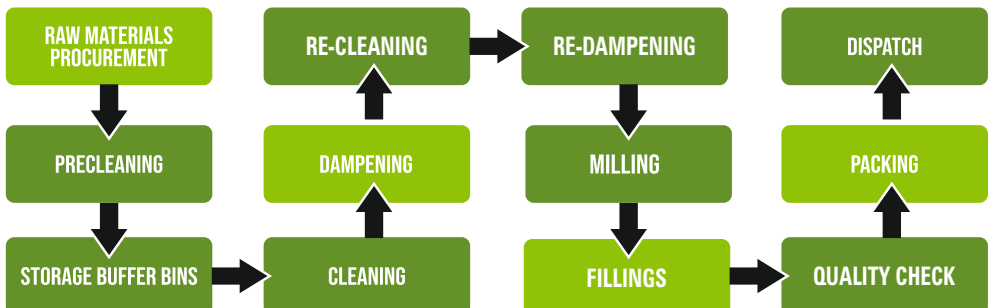 RAW MATERIALS
PROCUREMENT
PRECLEANING
STORAGE BUFFER BINS
CLEANING
DAMPENING
RE-CLEANING
RE-DAMPENING
MILLING
FILLINGS
QUALITY CHECK
PACKING
DISPATCH